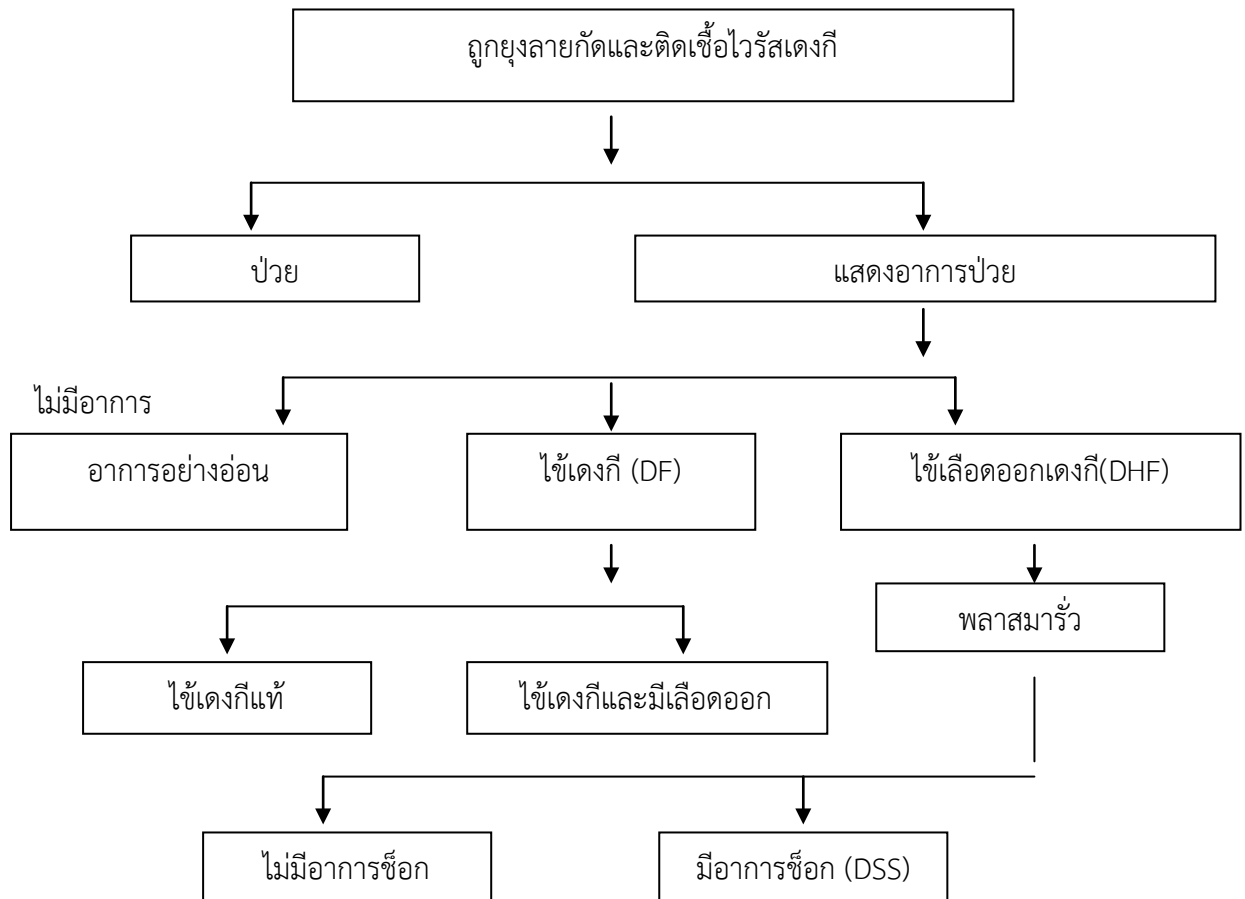 ถูกยุงลายกัดและติดเชื้อไวรัสเดงกี
ป่วย
แสดงอาการป่วย
ไม่มีอาการ
อาการอย่างอ่อน
ไข้เดงกี (DF)
ไข้เลือดออกเดงกี(DHF)
พลาสมารั่ว
ไข้เดงกีแท้
ไข้เดงกีและมีเลือดออก
ไม่มีอาการช็อก
มีอาการช็อก (DSS)